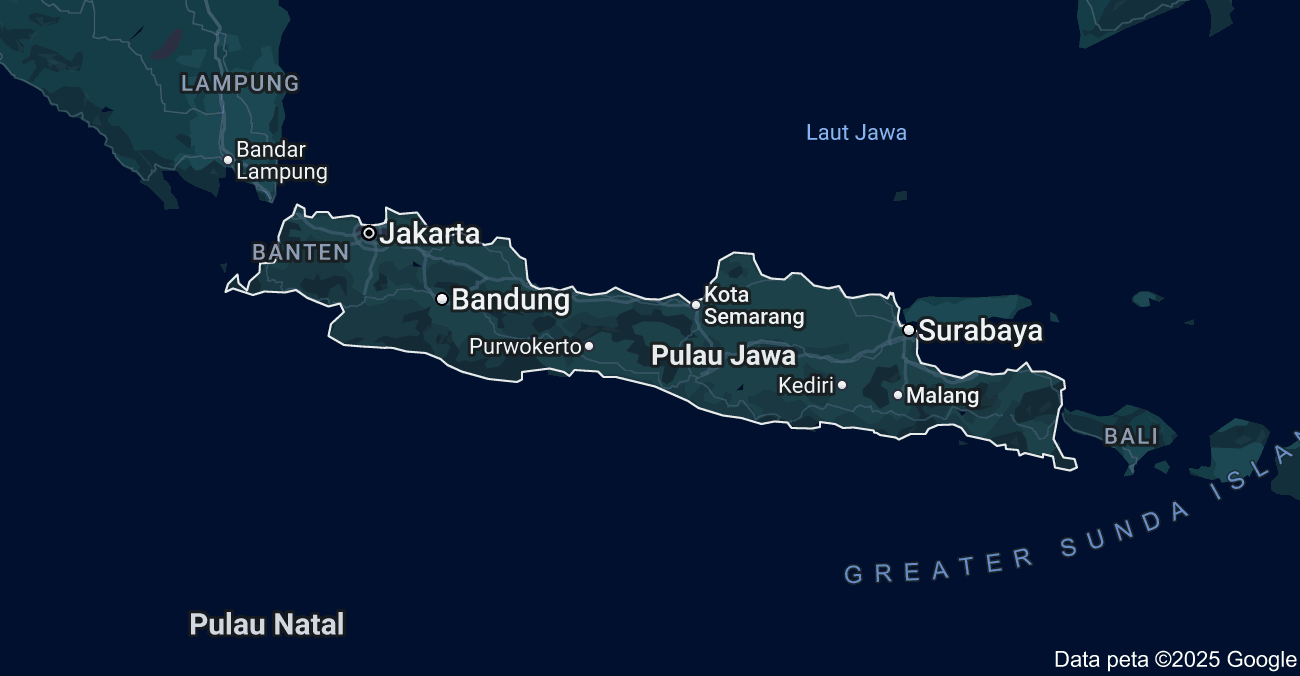 LAMPUNG
Laut Jawa
Bandar
Lampung
Jakarta
BANTEN
Bandung
Kota
Semarang
Surabaya
Purwokerto
Pulau Jawa
Kediri
Malang
BALI
GREATER SUNDA ISLAN
Pulau Natal
Data peta ©2025 Google